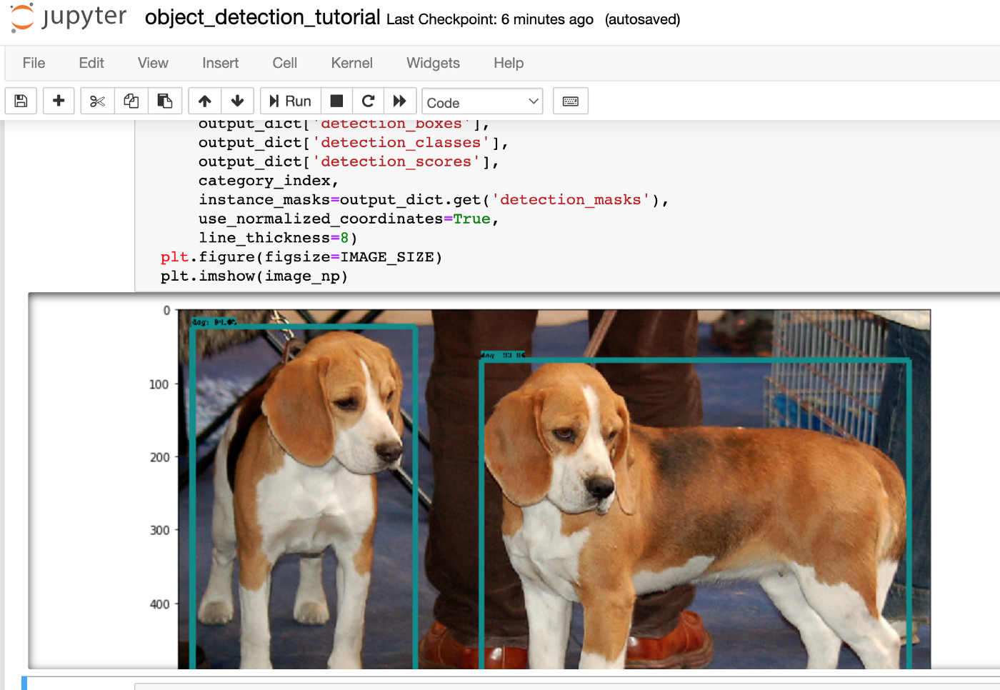 jupyter object_detection_tutorial Last Checkpoint: 6 minutes ago (autosaved)
File Edit View Insert Cell Kernel Widgets Help
Run Code
output_dict['detection_boxes'],
output_dict['detection_classes'],
output_dict['detection_scores'],
category_index,
instance_masks=output_dict.get('detection_masks'),
use_normalized_coordinates=True,
line_thickness=8)
plt.figure(figsize=IMAGE_SIZE)
plt.imshow(image_np)
0
dog:
dog
100
200
300
400